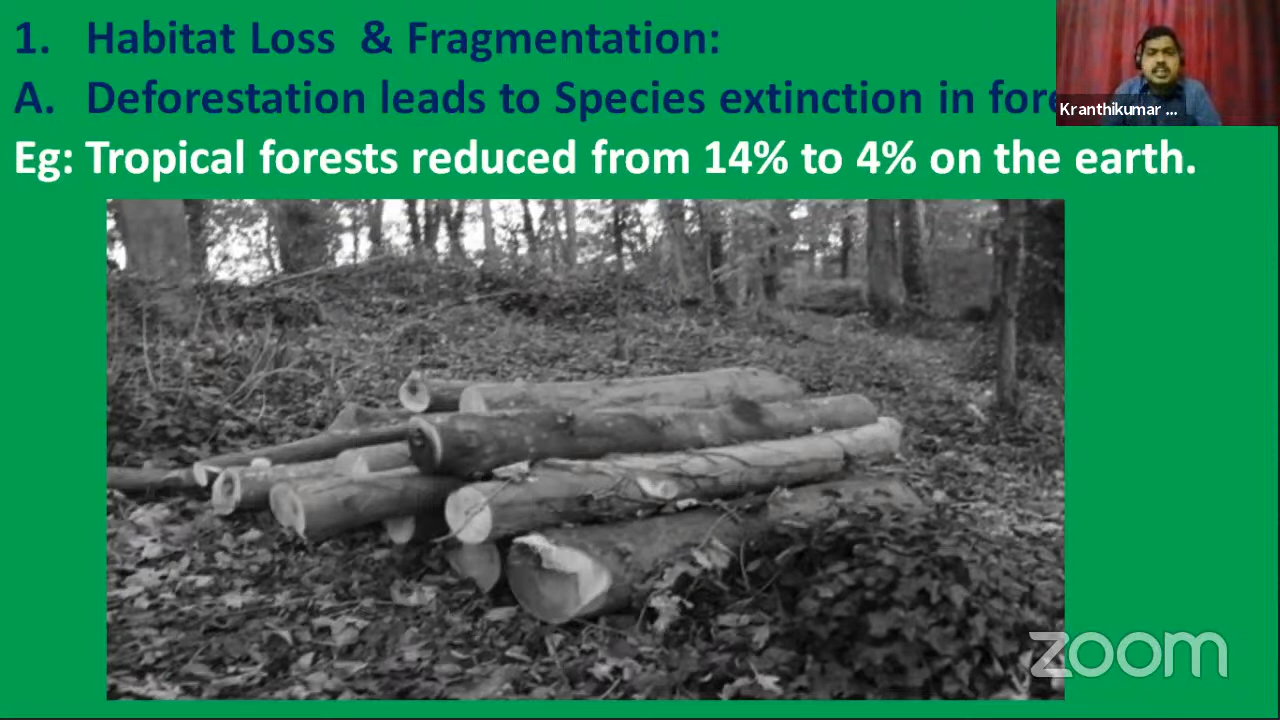 1. Habitat Loss & Fragmentation:
A. Deforestation leads to Species extinction in
Eg: Tropical forests reduced from 14% to 4% on the earth.
Kranthikumar ...
zoom